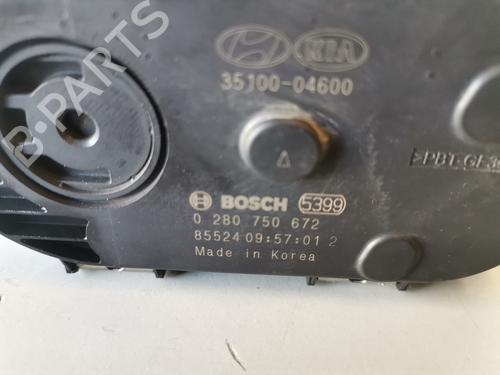 B-PARTS
KIA
35100-04600
>PBT-GF30
BOSCH 5399
0 280 750 672
85524 09:57:01 2
Made in Korea